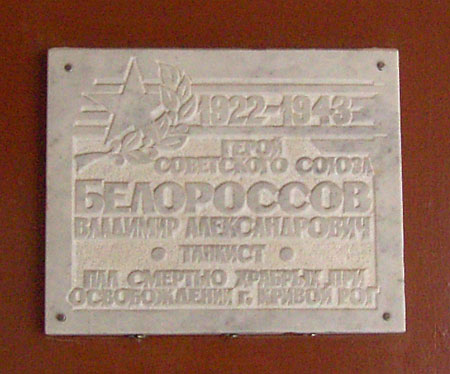 1922-1943
ГЕРОЙ
СОВЕТСКОГО СОЮЗА
БЕЛОРОССОВ
ВЛАДИМИР АЛЕКСАНДРОВИЧ
ТАНКИСТ
ПАЛ СМЕРТЬЮ ХРАБРЫХ ПРИ
ОСВОБОЖДЕНИИ г. КРИВОЙ РОГ